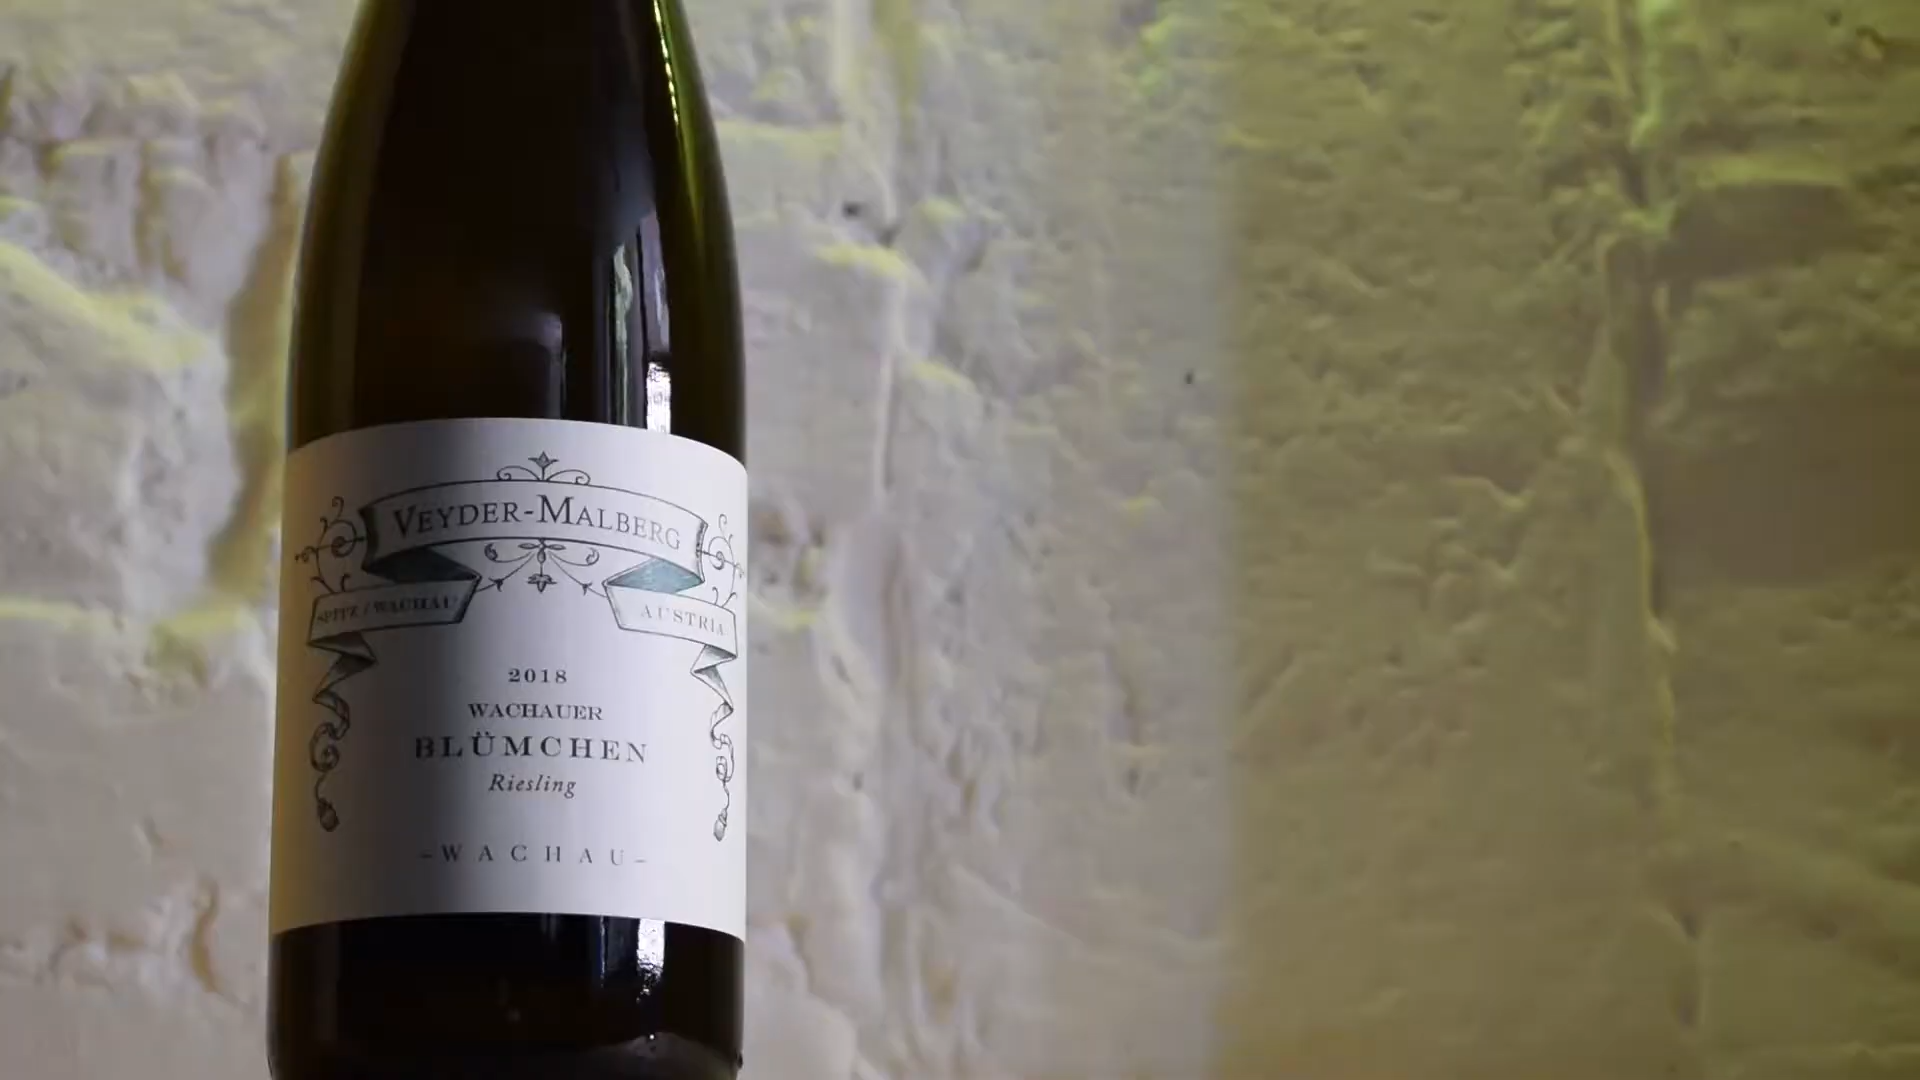 VEYDER-MALBERG
SPITZ / WACHAU
AUSTRIA
2018
WACHAUER
BLÜMCHEN
Riesling
-WACHAU-